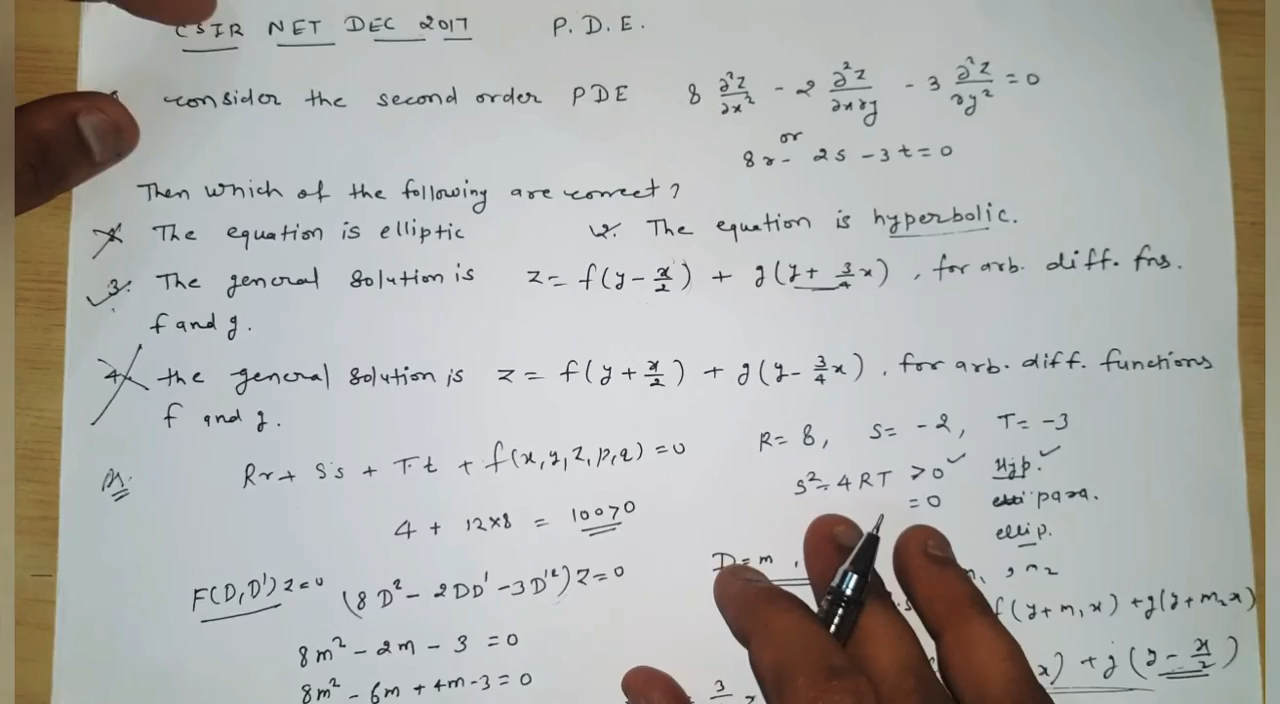 CSIR NET DEC 2017 P. D. E.
consider the second order PDE 8 ∂²z/∂x² - 2 ∂²z/∂x∂y - 3 ∂²z/∂y² = 0
or
8r - 2s - 3t = 0
Then which of the following are correct?
The equation is elliptic 2. The equation is hyperbolic.
3. The general solution is z = f(y - x/2) + g(y + 3/4 x), for arb. diff. fns.
f and g.
4. the general solution is z = f(y + x/2) + g(y - 3/4 x), for arb. diff. functions
f and g.
R = 8, S = -2, T = -3
Rr + Ss + Tt + f(x, y, z, p, q) = 0
S² - 4RT > 0 Hyp.
= 0 para.
ellip.
4 + 12×8 = 100 > 0
D = m ,
F(D, D')z = 0 (8D² - 2DD' - 3D'²)z = 0
f(y + m₁x) + g(y + m₂x)
8m² - 2m - 3 = 0
x) + g(y - x/2)
8m² - 6m + 4m - 3 = 0
3